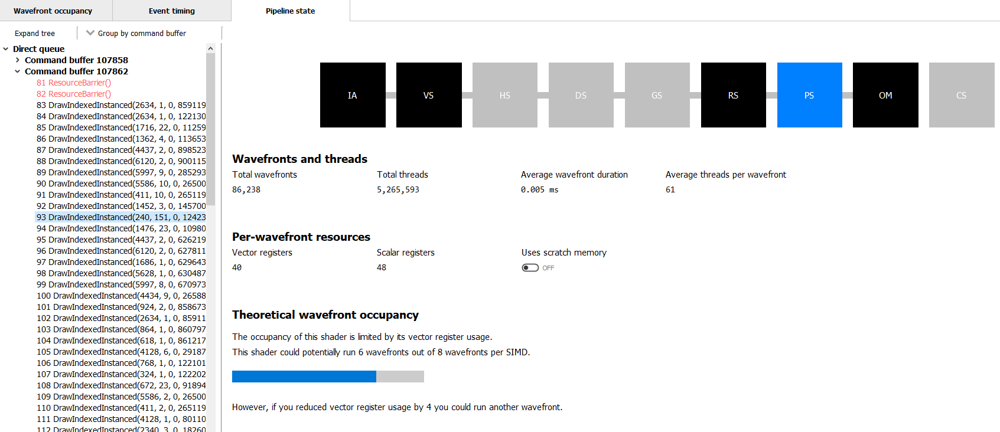 Wavefront occupancy Event timing Pipeline state
Expand tree Group by command buffer
Direct queue
Command buffer 107858
Command buffer 107862
81 ResourceBarrier()
82 ResourceBarrier()
83 DrawIndexedInstanced(2634, 1, 0, 859119
84 DrawIndexedInstanced(2634, 1, 0, 122130
85 DrawIndexedInstanced(1716, 22, 0, 11259
86 DrawIndexedInstanced(1362, 4, 0, 113653
87 DrawIndexedInstanced(4437, 2, 0, 898523
88 DrawIndexedInstanced(6120, 2, 0, 900115
89 DrawIndexedInstanced(5997, 9, 0, 285293
90 DrawIndexedInstanced(5586, 10, 0, 26500
91 DrawIndexedInstanced(411, 10, 0, 265119
92 DrawIndexedInstanced(1452, 3, 0, 145700
93 DrawIndexedInstanced(240, 151, 0, 12423
94 DrawIndexedInstanced(1476, 23, 0, 10980
95 DrawIndexedInstanced(4437, 2, 0, 626219
96 DrawIndexedInstanced(6120, 2, 0, 627811
97 DrawIndexedInstanced(1686, 1, 0, 629643
98 DrawIndexedInstanced(5628, 1, 0, 630487
99 DrawIndexedInstanced(5997, 8, 0, 670973
100 DrawIndexedInstanced(4434, 9, 0, 26588
101 DrawIndexedInstanced(924, 2, 0, 858673
102 DrawIndexedInstanced(2634, 1, 0, 85911
103 DrawIndexedInstanced(864, 1, 0, 860797
104 DrawIndexedInstanced(618, 1, 0, 861217
105 DrawIndexedInstanced(4128, 6, 0, 29187
106 DrawIndexedInstanced(768, 1, 0, 122101
107 DrawIndexedInstanced(324, 1, 0, 122202
108 DrawIndexedInstanced(672, 23, 0, 91894
109 DrawIndexedInstanced(5586, 2, 0, 26500
110 DrawIndexedInstanced(411, 2, 0, 265119
111 DrawIndexedInstanced(4128, 1, 0, 80110
112 DrawIndexedInstanced(2340, 3, 0, 18260
IA VS HS DS GS RS PS OM CS
Wavefronts and threads
Total wavefronts Total threads Average wavefront duration Average threads per wavefront
86,238 5,265,593 0.005 ms 61
Per-wavefront resources
Vector registers Scalar registers Uses scratch memory
40 48 OFF
Theoretical wavefront occupancy
The occupancy of this shader is limited by its vector register usage.
This shader could potentially run 6 wavefronts out of 8 wavefronts per SIMD.
However, if you reduced vector register usage by 4 you could run another wavefront.